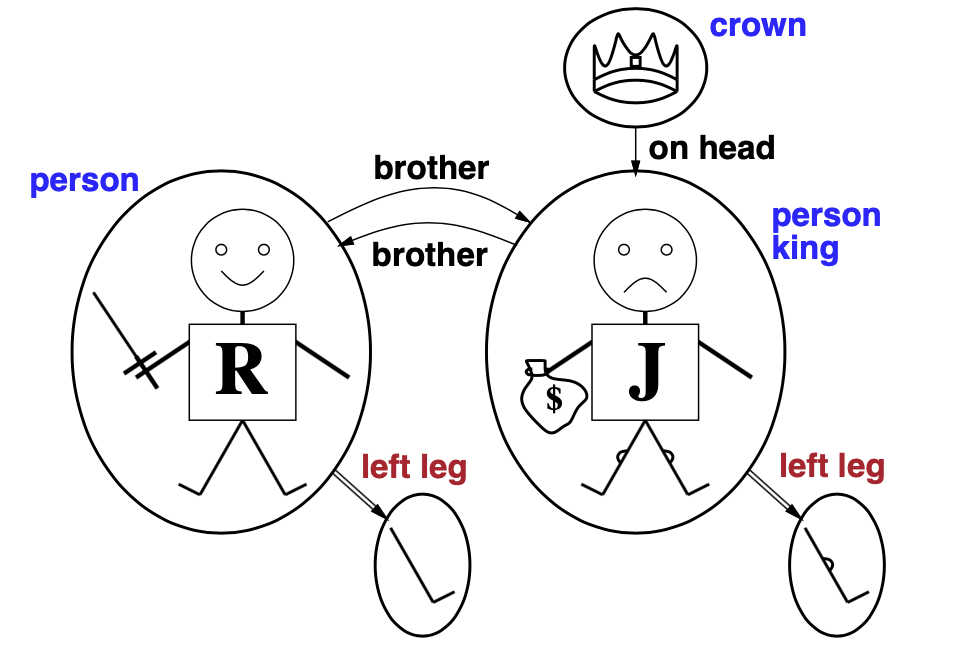 crown
on head
brother
person
person
king
brother
R
J
$
left leg
left leg